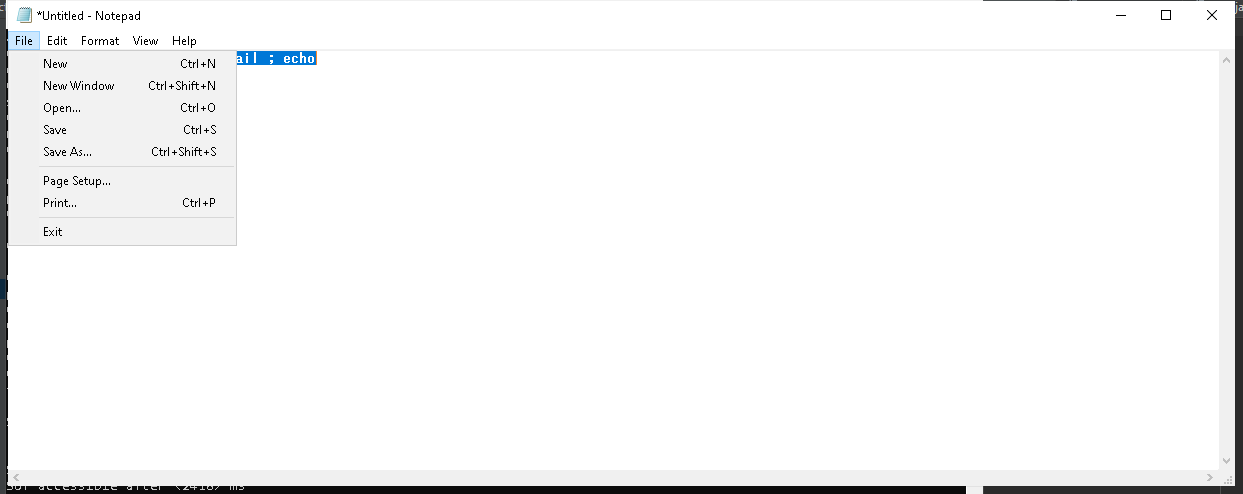 *Untitled - Notepad
File Edit Format View Help
ail ; echo
New Ctrl+N
New Window Ctrl+Shift+N
Open... Ctrl+O
Save Ctrl+S
Save As... Ctrl+Shift+S
Page Setup...
Print... Ctrl+P
Exit
accessible after <2418> ms